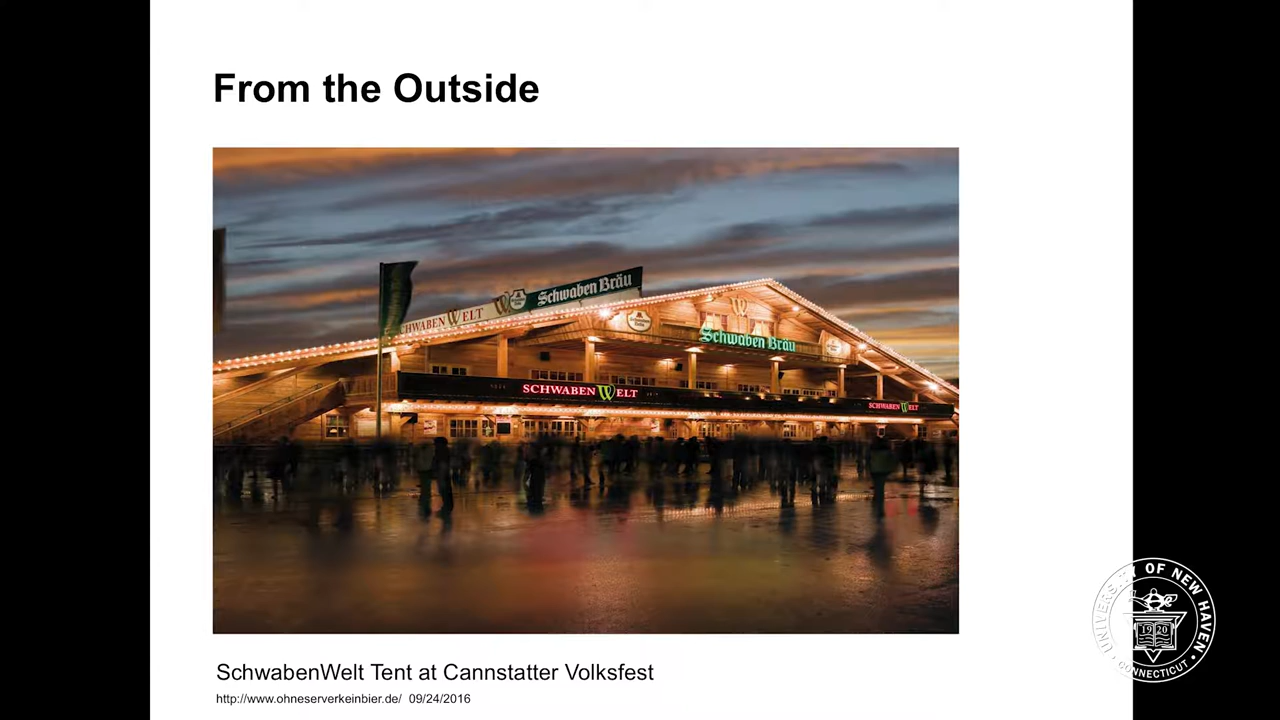 From the Outside
SCHWABEN WELT
Schwaben Bräu
Schwaben Bräu
SCHWABEN WELT
SCHWABEN WELT
SchwabenWelt Tent at Cannstatter Volksfest
http://www.ohneserverkeinbier.de/ 09/24/2016
UNIVERSITY OF NEW HAVEN
1920
CONNECTICUT